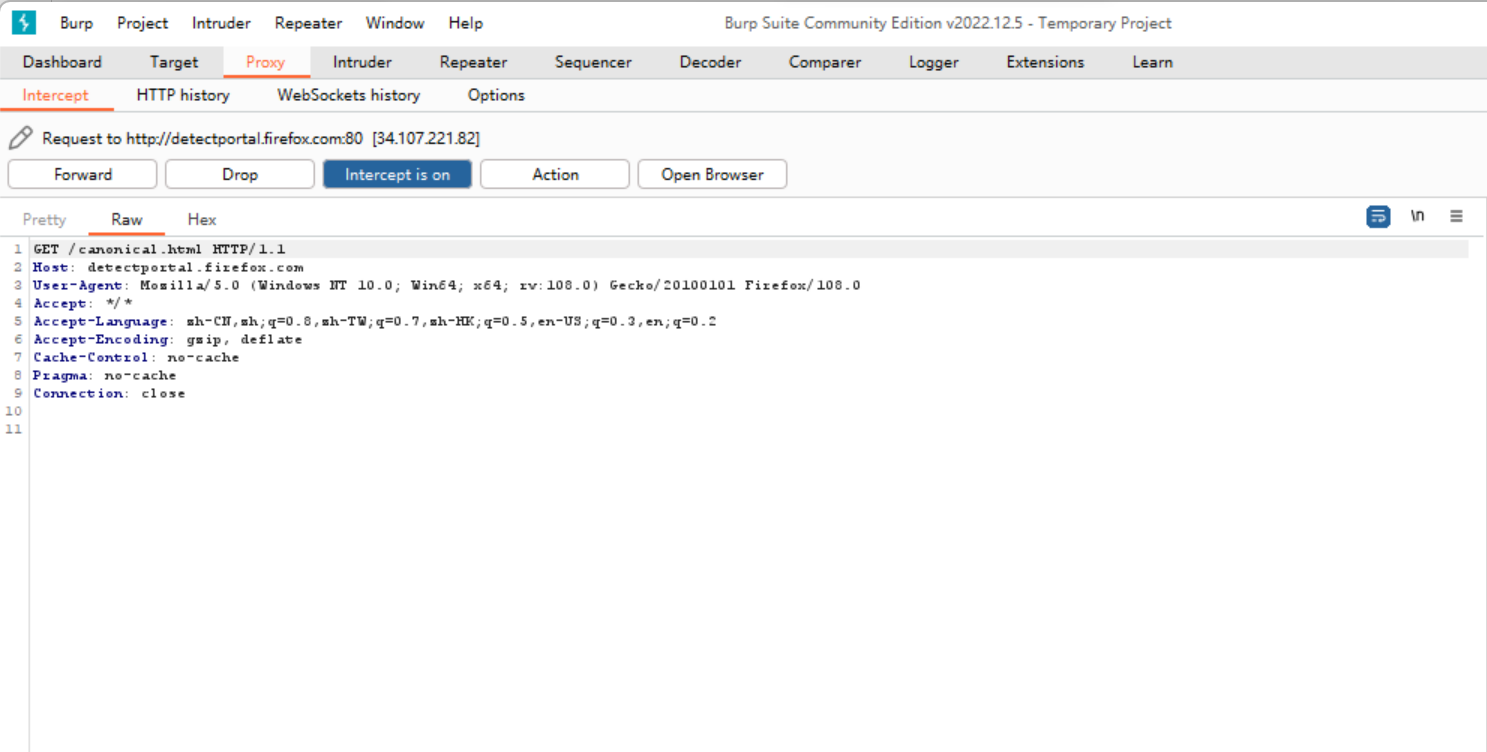 Burp Project Intruder Repeater Window Help Burp Suite Community Edition v2022.12.5 - Temporary Project
Dashboard Target Proxy Intruder Repeater Sequencer Decoder Comparer Logger Extensions Learn
Intercept HTTP history WebSockets history Options
Request to http://detectportal.firefox.com:80 [34.107.221.82]
Forward Drop Intercept is on Action Open Browser
Pretty Raw Hex \n
1 GET /canonical.html HTTP/1.1
2 Host: detectportal.firefox.com
3 User-Agent: Mozilla/5.0 (Windows NT 10.0; Win64; x64; rv:108.0) Gecko/20100101 Firefox/108.0
4 Accept: */*
5 Accept-Language: zh-CN,zh;q=0.8,zh-TW;q=0.7,zh-HK;q=0.5,en-US;q=0.3,en;q=0.2
6 Accept-Encoding: gzip, deflate
7 Cache-Control: no-cache
8 Pragma: no-cache
9 Connection: close
10
11